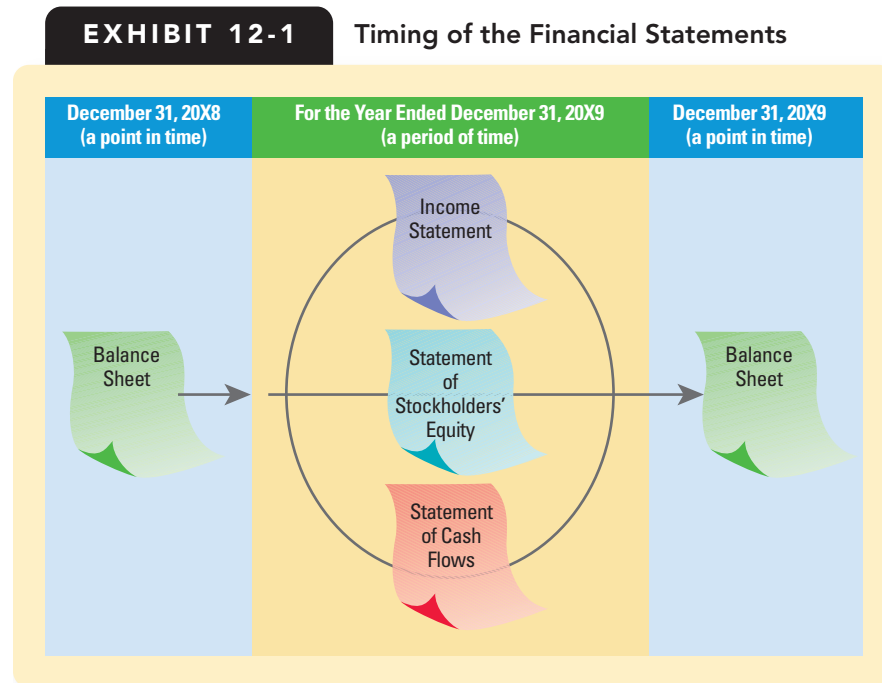 EXHIBIT 12-1
Timing of the Financial Statements
December 31, 20X8
(a point in time)
For the Year Ended December 31, 20X9
(a period of time)
December 31, 20X9
(a point in time)
Income
Statement
Balance
Sheet
Statement
of
Stockholders'
Equity
Balance
Sheet
Statement
of Cash
Flows